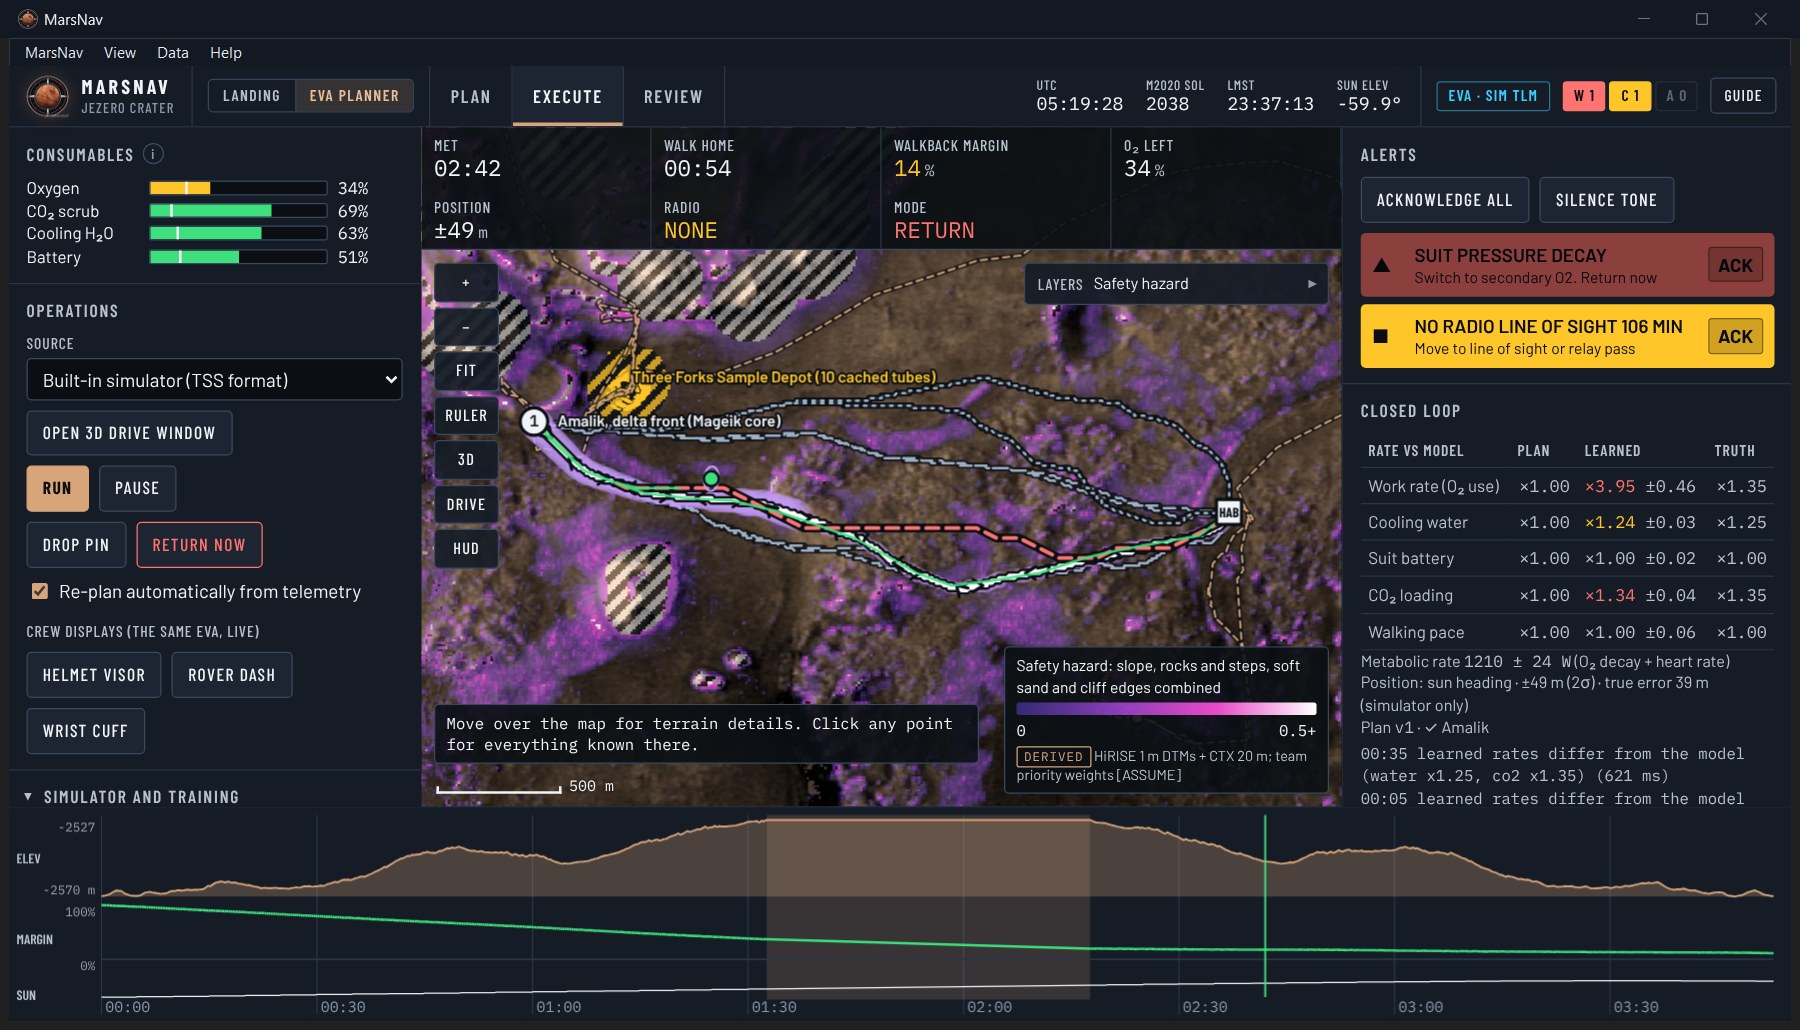 MarsNav
MarsNav View Data Help
MARSNAV
JEZERO CRATER
LANDING EVA PLANNER
PLAN EXECUTE REVIEW
UTC
05:19:28
M2020 SOL
2038
LMST
23:37:13
SUN ELEV
-59.9°
EVA · SIM TLM
W 1 C 1 A 0
GUIDE
CONSUMABLES i
Oxygen 34%
CO₂ scrub 69%
Cooling H₂O 63%
Battery 51%
OPERATIONS
SOURCE
Built-in simulator (TSS format)
OPEN 3D DRIVE WINDOW
RUN PAUSE
DROP PIN RETURN NOW
Re-plan automatically from telemetry
CREW DISPLAYS (THE SAME EVA, LIVE)
HELMET VISOR ROVER DASH
WRIST CUFF
▼ SIMULATOR AND TRAINING
MET
02:42
WALK HOME
00:54
WALKBACK MARGIN
14 %
O₂ LEFT
34 %
POSITION
±49 m
RADIO
NONE
MODE
RETURN
+
−
FIT
RULER
3D
DRIVE
HUD
LAYERS Safety hazard ▶
Three Forks Sample Depot (10 cached tubes)
1 Amalik, delta front (Mageik core)
HAB
Move over the map for terrain details. Click any point
for everything known there.
500 m
Safety hazard: slope, rocks and steps, soft
sand and cliff edges combined
0 0.5+
DERIVED HiRISE 1 m DTMs + CTX 20 m; team
priority weights [ASSUME]
ALERTS
ACKNOWLEDGE ALL SILENCE TONE
SUIT PRESSURE DECAY
Switch to secondary O2. Return now
ACK
NO RADIO LINE OF SIGHT 106 MIN
Move to line of sight or relay pass
ACK
CLOSED LOOP
RATE VS MODEL PLAN LEARNED TRUTH
Work rate (O₂ use) ×1.00 ×3.95 ±0.46 ×1.35
Cooling water ×1.00 ×1.24 ±0.03 ×1.25
Suit battery ×1.00 ×1.00 ±0.02 ×1.00
CO₂ loading ×1.00 ×1.34 ±0.04 ×1.35
Walking pace ×1.00 ×1.00 ±0.06 ×1.00
Metabolic rate 1210 ± 24 W (O₂ decay + heart rate)
Position: sun heading · ±49 m (2σ) · true error 39 m
(simulator only)
Plan v1 · ✓ Amalik
00:35 learned rates differ from the model
(water x1.25, co2 x1.35) (621 ms)
00:05 learned rates differ from the model
-2527
ELEV
-2570 m
100%
MARGIN
0%
SUN
00:00 00:30 01:00 01:30 02:00 02:30 03:00 03:30